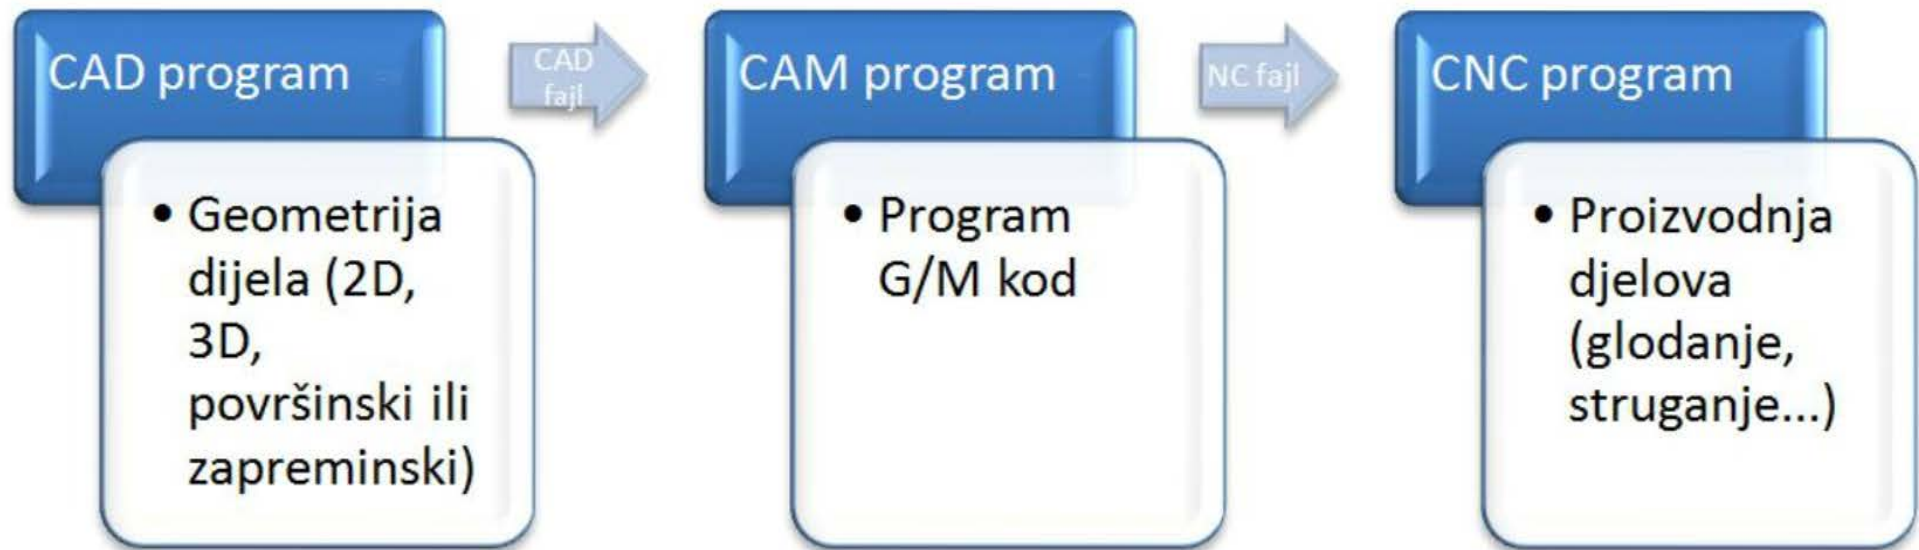 CAD program
• Geometrija
dijela (2D,
3D,
površinski ili
zapreminski)
CAD
fajl
CAM program
• Program
G/M kod
NC fajl
CNC program
• Proizvodnja
djelova
(glodanje,
struganje...)